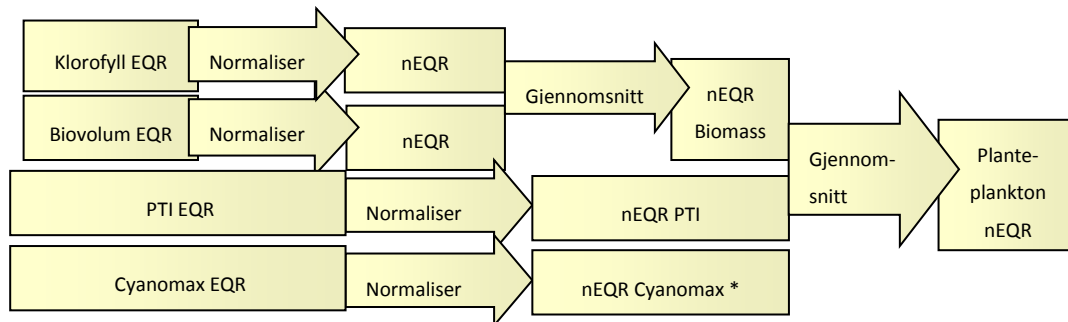 Klorofyll EQR
Normaliser
nEQR
Gjennomsnitt
nEQR
Biomass
Biovolum EQR
Normaliser
nEQR
Gjennom-
snitt
Plante-
plankton
nEQR
PTI EQR
Normaliser
nEQR PTI
Cyanomax EQR
Normaliser
nEQR Cyanomax *